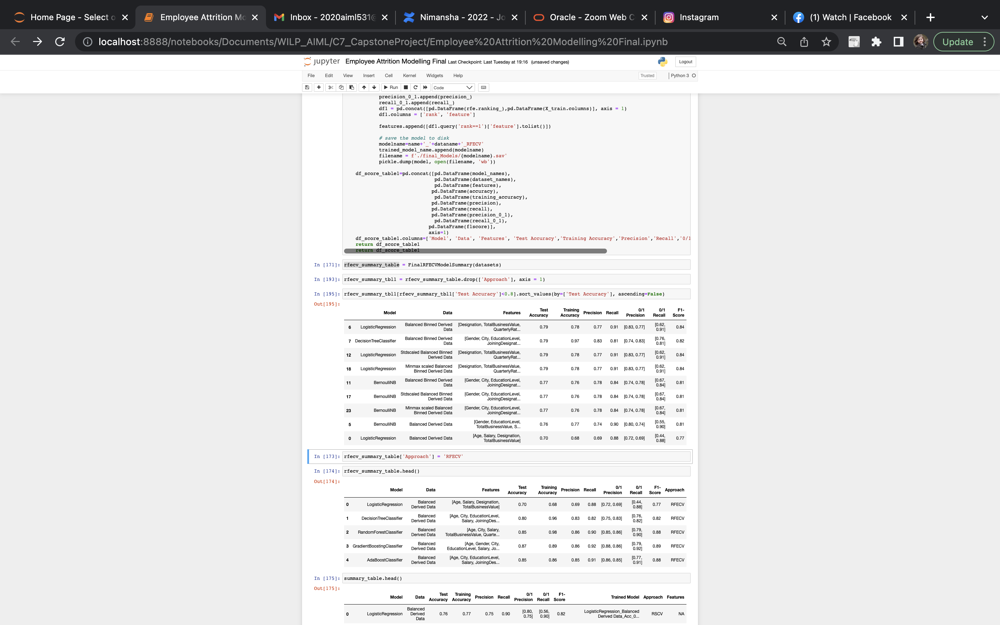 Home Page - Select o
Employee Attrition Mo
Inbox - 2020aiml531@
Nimansha - 2022 - Jo
Oracle - Zoom Web C
Instagram
(1) Watch | Facebook
localhost:8888/notebooks/Documents/WILP_AIML/C7_CapstoneProject/Employee%20Attrition%20Modelling%20Final.ipynb
Update
jupyter Employee Attrition Modelling Final Last Checkpoint: Last Tuesday at 19:16 (unsaved changes)
Logout
File Edit View Insert Cell Kernel Widgets Help
Trusted
Python 3
Run
Code
precision_0_1.append(precision_)
recall_0_1.append(recall_)
df1 = pd.concat([pd.DataFrame(rfe.ranking_),pd.DataFrame(X_train.columns)], axis = 1)
df1.columns = ['rank', 'feature']
features.append([df1.query('rank==1')['feature'].tolist()])
# save the model to disk
modelname=name+'_'+dataname+'_RFECV'
trained_model_name.append(modelname)
filename = f'./final_Models/{modelname}.sav'
pickle.dump(model, open(filename, 'wb'))
df_score_table1=pd.concat([pd.DataFrame(model_names),
pd.DataFrame(dataset_names),
pd.DataFrame(features),
pd.DataFrame(accuracy),
pd.DataFrame(training_accuracy),
pd.DataFrame(precision),
pd.DataFrame(recall),
pd.DataFrame(precision_0_1),
pd.DataFrame(recall_0_1),
pd.DataFrame(f1score)],
axis=1)
df_score_table1.columns=['Model', 'Data', 'Features', 'Test Accuracy','Training Accuracy','Precision','Recall','0/1
return df_score_table1
return df_score_table1
In [171]: rfecv_summary_table = FinalRFECVModelSummary(datasets)
In [193]: rfecv_summary_tbl1 = rfecv_summary_table.drop(['Approach'], axis = 1)
In [195]: rfecv_summary_tbl1[rfecv_summary_tbl1['Test Accuracy']<0.8].sort_values(by=['Test Accuracy'], ascending=False)
Out[195]:
Model Data Features Test Accuracy Training Accuracy Precision Recall 0/1 Precision 0/1 Recall F1-Score
6 LogisticRegression Balanced Binned Derived Data [Designation, TotalBusinessValue, QuarterlyRat... 0.79 0.78 0.77 0.91 [0.83, 0.77] [0.62, 0.91] 0.84
7 DecisionTreeClassifier Balanced Binned Derived Data [Gender, City, EducationLevel, JoiningDesignat... 0.79 0.97 0.83 0.81 [0.74, 0.83] [0.76, 0.81] 0.82
12 LogisticRegression Stdscaled Balanced Binned Derived Data [Designation, TotalBusinessValue, QuarterlyRat... 0.79 0.78 0.77 0.91 [0.83, 0.77] [0.62, 0.91] 0.84
18 LogisticRegression Minmax scaled Balanced Binned Derived Data [Designation, TotalBusinessValue, QuarterlyRat... 0.79 0.78 0.77 0.91 [0.83, 0.77] [0.62, 0.91] 0.84
11 BernoulliNB Balanced Binned Derived Data [Gender, City, EducationLevel, JoiningDesignat... 0.77 0.76 0.78 0.84 [0.74, 0.78] [0.67, 0.84] 0.81
17 BernoulliNB Stdscaled Balanced Binned Derived Data [Gender, City, EducationLevel, JoiningDesignat... 0.77 0.76 0.78 0.84 [0.74, 0.78] [0.67, 0.84] 0.81
23 BernoulliNB Minmax scaled Balanced Binned Derived Data [Gender, City, EducationLevel, JoiningDesignat... 0.77 0.76 0.78 0.84 [0.74, 0.78] [0.67, 0.84] 0.81
5 BernoulliNB Balanced Derived Data [Gender, EducationLevel, TotalBusinessValue, S... 0.76 0.77 0.74 0.90 [0.80, 0.74] [0.55, 0.90] 0.81
0 LogisticRegression Balanced Derived Data [Age, Salary, Designation, TotalBusinessValue] 0.70 0.68 0.69 0.88 [0.72, 0.69] [0.44, 0.88] 0.77
In [173]: rfecv_summary_table['Approach'] = 'RFECV'
In [174]: rfecv_summary_table.head()
Out[174]:
Model Data Features Test Accuracy Training Accuracy Precision Recall 0/1 Precision 0/1 Recall F1-Score Approach
0 LogisticRegression Balanced Derived Data [Age, Salary, Designation, TotalBusinessValue] 0.70 0.68 0.69 0.88 [0.72, 0.69] [0.44, 0.88] 0.77 RFECV
1 DecisionTreeClassifier Balanced Derived Data [Age, City, EducationLevel, Salary, JoiningDes... 0.80 0.96 0.83 0.82 [0.75, 0.83] [0.76, 0.82] 0.82 RFECV
2 RandomForestClassifier Balanced Derived Data [Age, City, Salary, TotalBusinessValue, Quarte... 0.85 0.98 0.86 0.90 [0.85, 0.86] [0.79, 0.90] 0.88 RFECV
3 GradientBoostingClassifier Balanced Derived Data [Age, Gender, City, EducationLevel, Salary, Jo... 0.87 0.89 0.86 0.92 [0.88, 0.86] [0.79, 0.92] 0.89 RFECV
4 AdaBoostClassifier Balanced Derived Data [Age, City, EducationLevel, Salary, JoiningDes... 0.85 0.86 0.85 0.91 [0.86, 0.85] [0.77, 0.91] 0.88 RFECV
In [175]: summary_table.head()
Out[175]:
Model Data Test Accuracy Training Accuracy Precision Recall 0/1 Precision 0/1 Recall F1-Score Trained Model Approach Features
0 LogisticRegression Balanced Derived Data 0.76 0.77 0.75 0.90 [0.80, 0.75] [0.56, 0.90] 0.82 LogisticRegression_Balanced Derived Data_Acc_0... RSCV NA